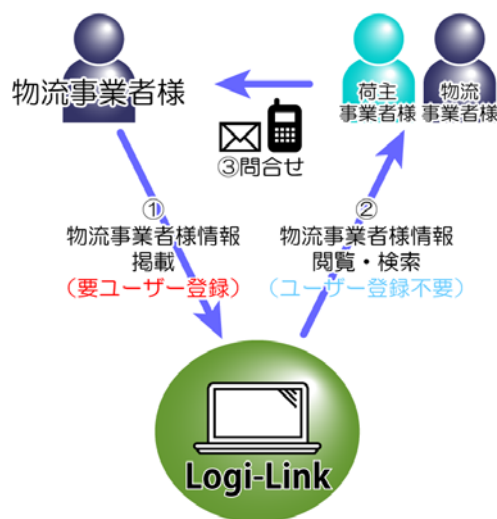 物流事業者様
荷主
事業者様
物流
事業者様
③問合せ
①
物流事業者様情報
掲載
（要ユーザー登録）
②
物流事業者様情報
閲覧・検索
（ユーザー登録不要）
Logi-Link